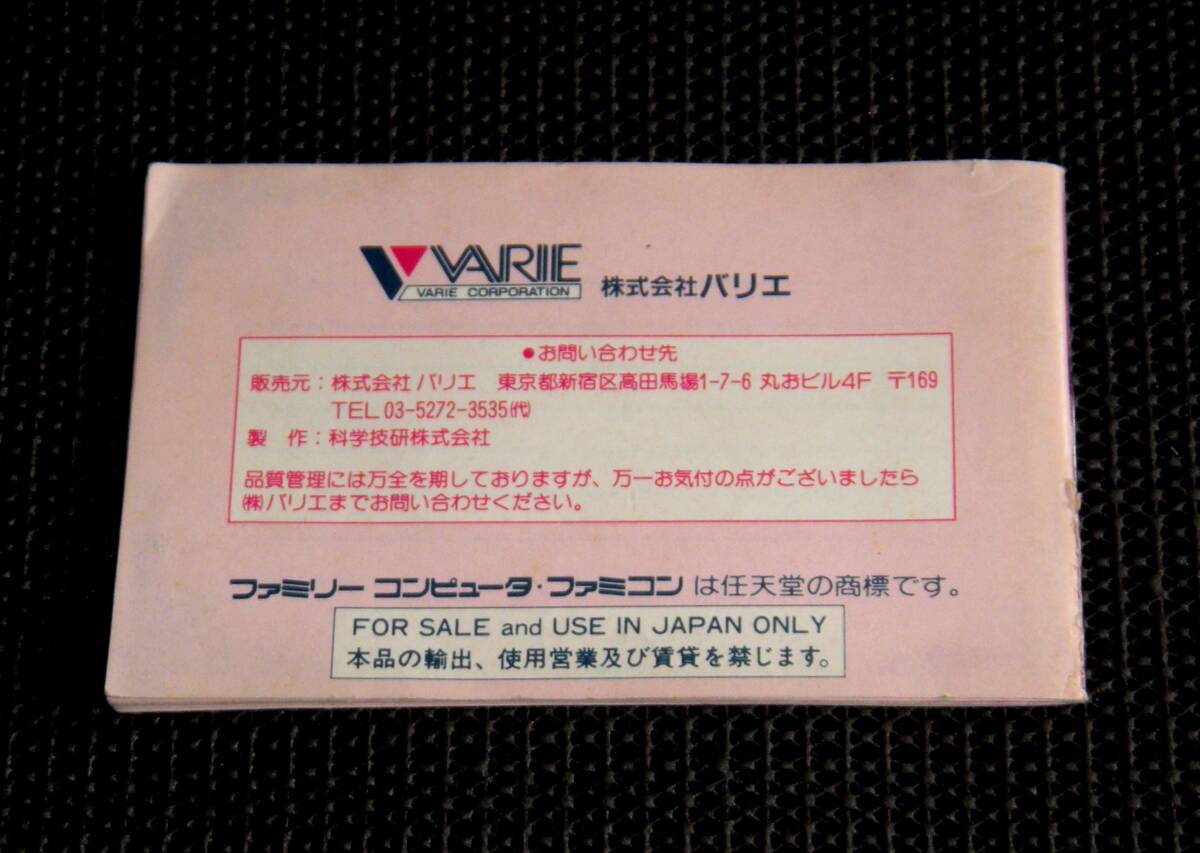 VARIE
VARIE CORPORATION 株式会社バリエ
●お問い合わせ先
販売元：株式会社バリエ 東京都新宿区高田馬場1-7-6 丸おビル4F 〒169
TEL 03-5272-3535㈹
製 作：科学技研株式会社
品質管理には万全を期しておりますが、万一お気付の点がございましたら
㈱バリエまでお問い合わせください。
ファミリーコンピュータ・ファミコン は任天堂の商標です。
FOR SALE and USE IN JAPAN ONLY
本品の輸出、使用営業及び賃貸を禁じます。